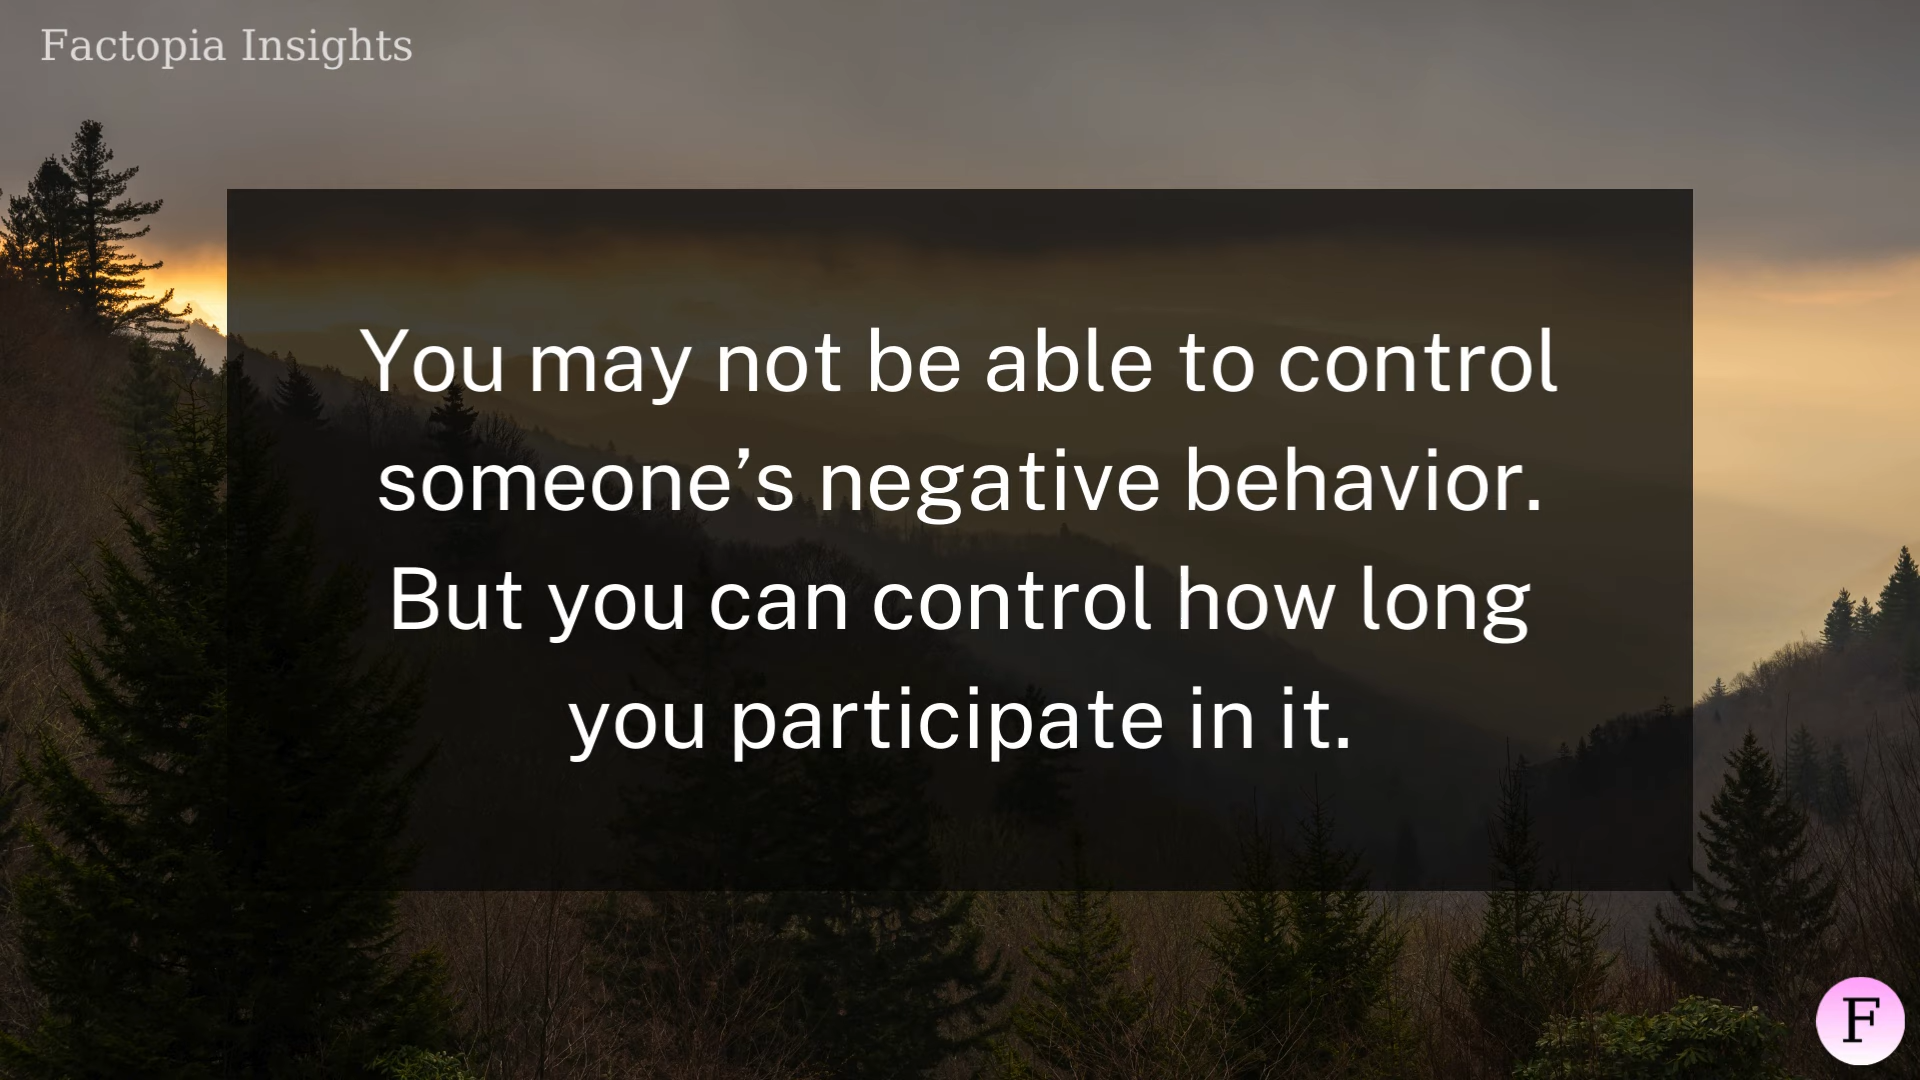 Factopia Insights
You may not be able to control
someone’s negative behavior.
But you can control how long
you participate in it.
F